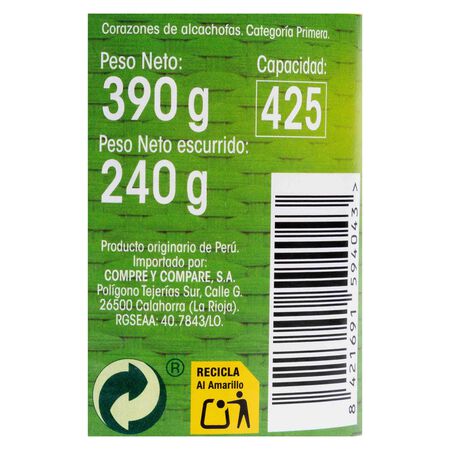 Corazones de alcachofas. Categoría Primera.
Peso Neto:
390 g
Capacidad:
425
Peso Neto escurrido:
240 g
Producto originario de Perú.
Importado por:
COMPRE Y COMPARE, S.A.
Polígono Tejerías Sur, Calle G.
26500 Calahorra (La Rioja).
RGSEAA: 40.7843/LO.
®
RECICLA
Al Amarillo
8 421691 594043 >